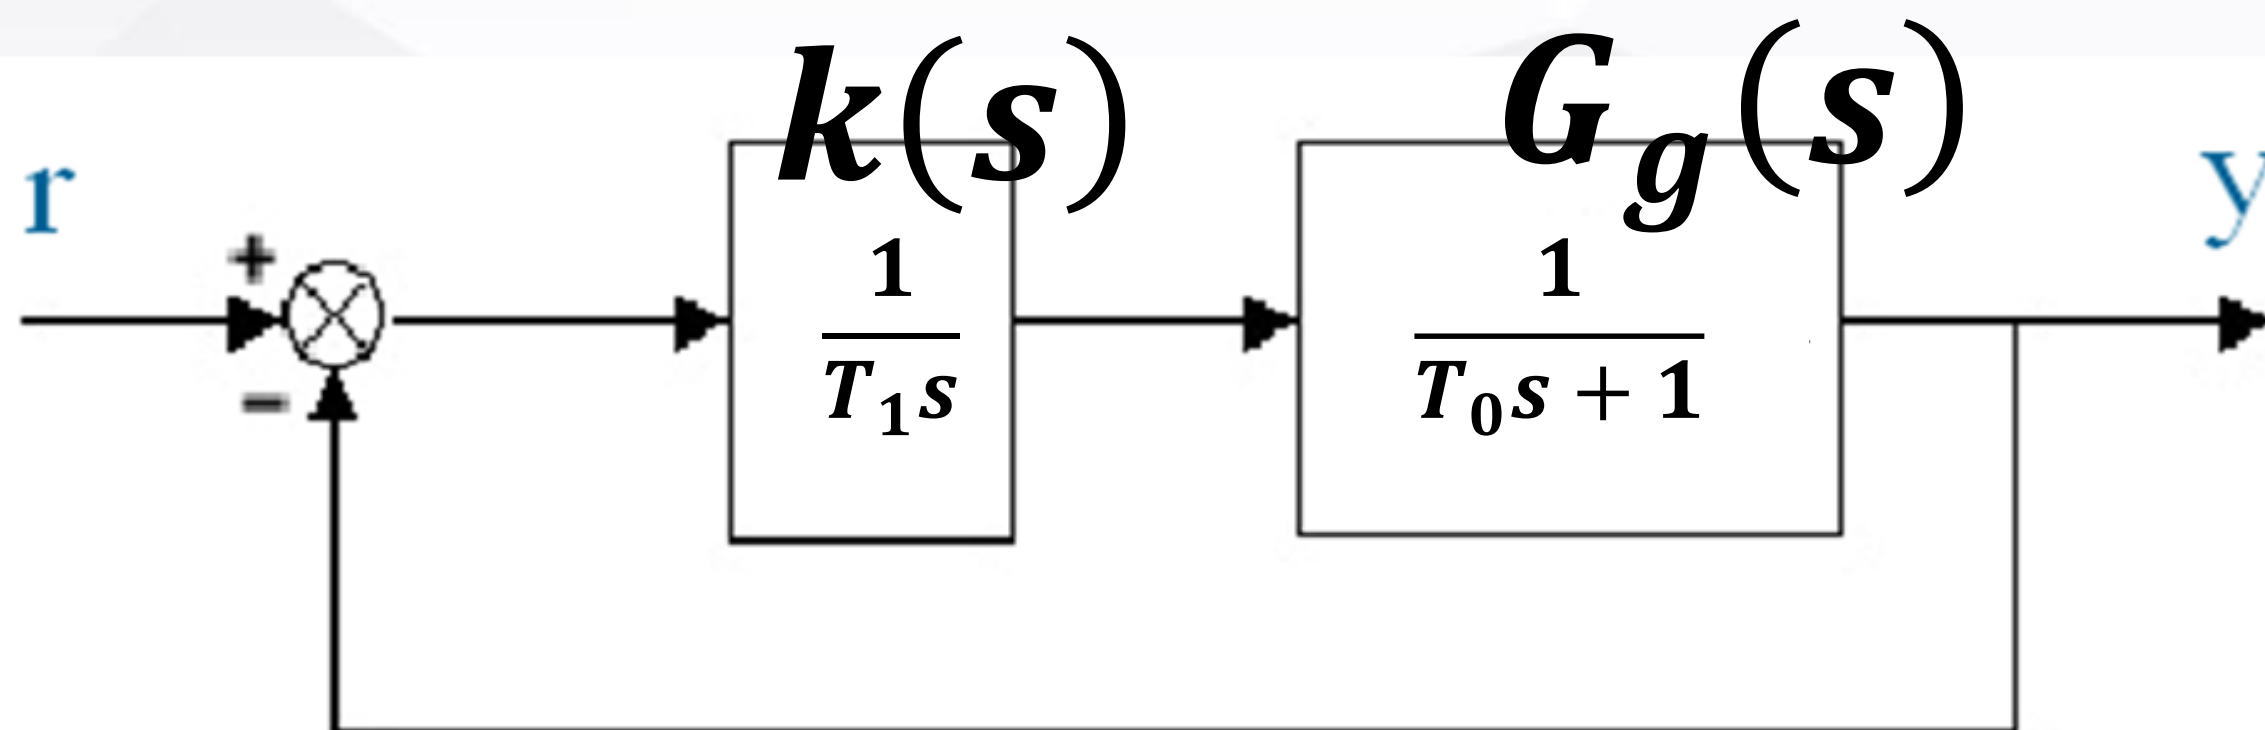 k(s) G_g(s)
r y
+
1/(T_1 s) 1/(T_0 s + 1)
−